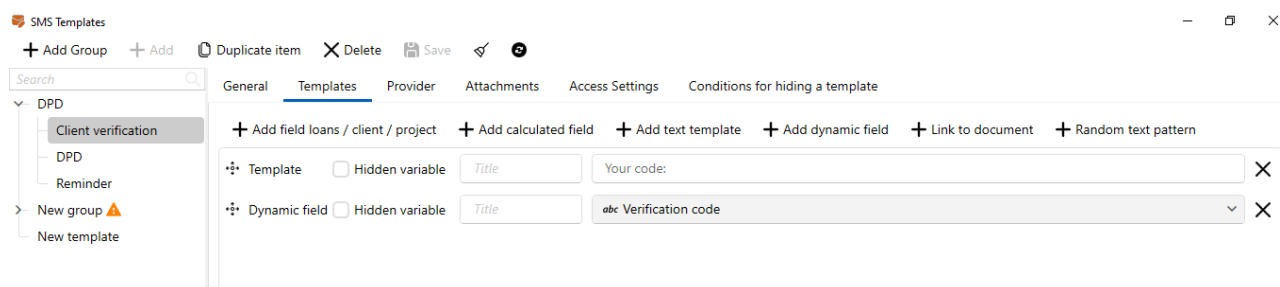 SMS Templates
Add Group Add Duplicate item Delete Save
Search
General Templates Provider Attachments Access Settings Conditions for hiding a template
DPD
Client verification
DPD
Reminder
New group
New template
Add field loans / client / project Add calculated field Add text template Add dynamic field Link to document Random text pattern
Template Hidden variable Title Your code:
Dynamic field Hidden variable Title abc Verification code